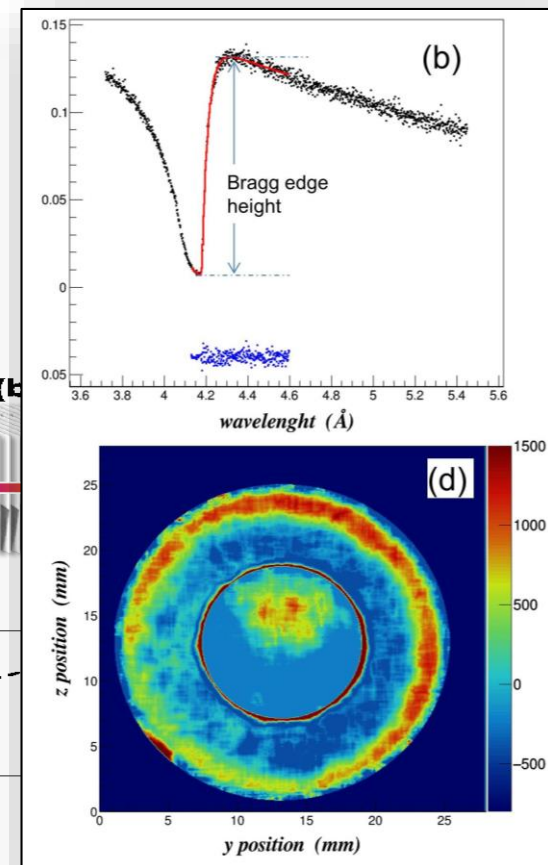 0.15
(b)
0.1
Bragg edge
height
0.05
0
0.05
3.6 3.8 4 4.2 4.4 4.6 4.8 5 5.2 5.4 5.6
wavelenght (Å)
(b
25
(d)
1500
20
1000
15
500
10
0
5
−500
0
0 5 10 15 20 25
z position (mm)
y position (mm)